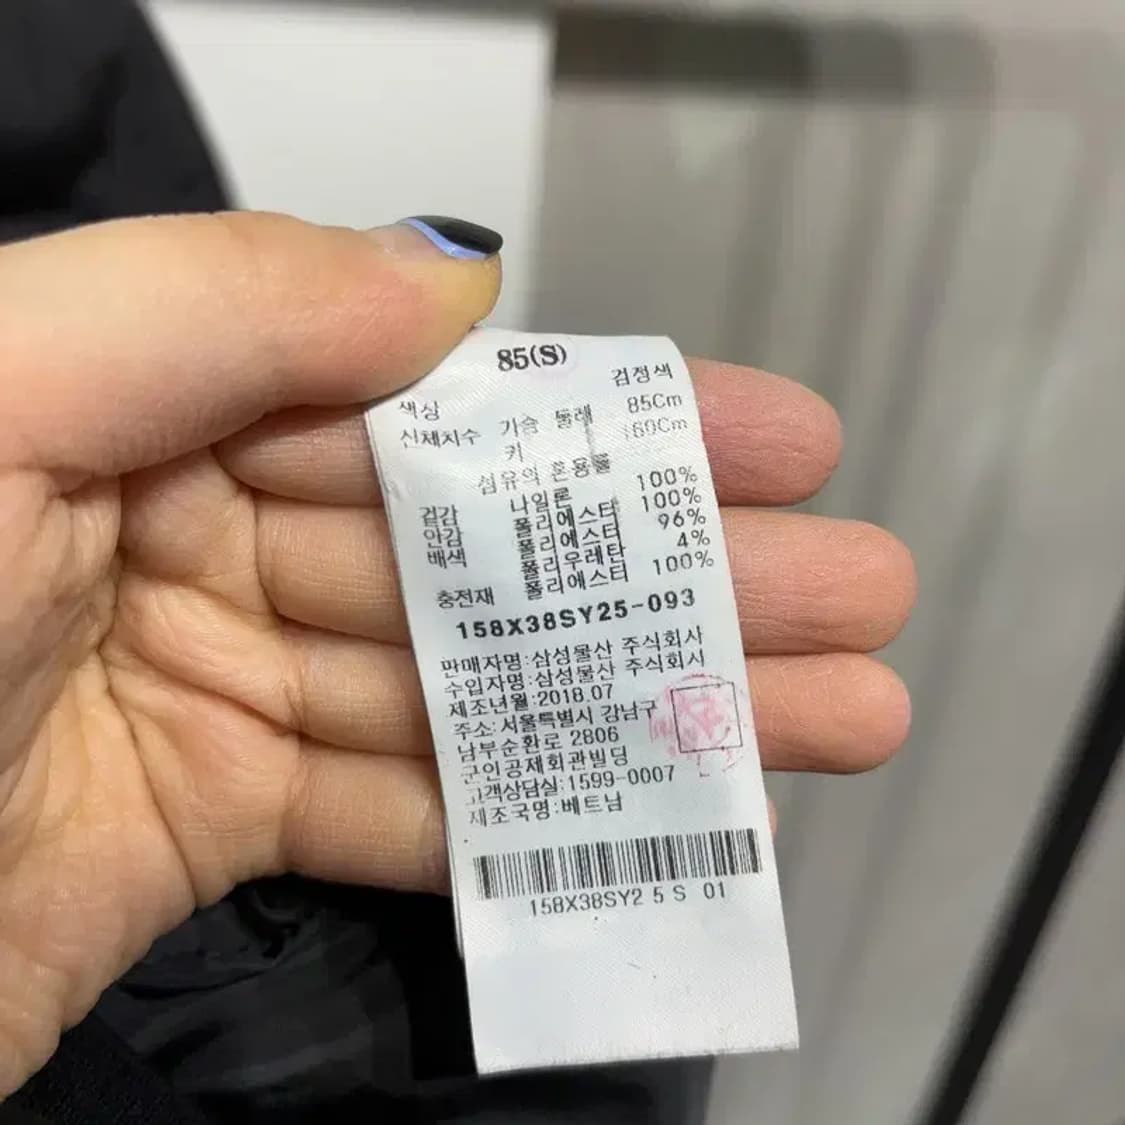 85(S)
색상 검정색
신체치수 가슴 둘레 85Cm
키 160Cm
섬유의 혼용률
겉감 나일론 100%
안감 폴리에스터 100%
배색 폴리에스터 96%
폴리우레탄 4%
충전재 폴리에스터 100%
158X38SY25-093
판매자명:삼성물산 주식회사
수입자명:삼성물산 주식회사
제조년월:2018.07
주소:서울특별시 강남구
남부순환로 2806
군인공제회관빌딩
고객상담실:1599-0007
제조국명:베트남
158X38SY2 5 S 01